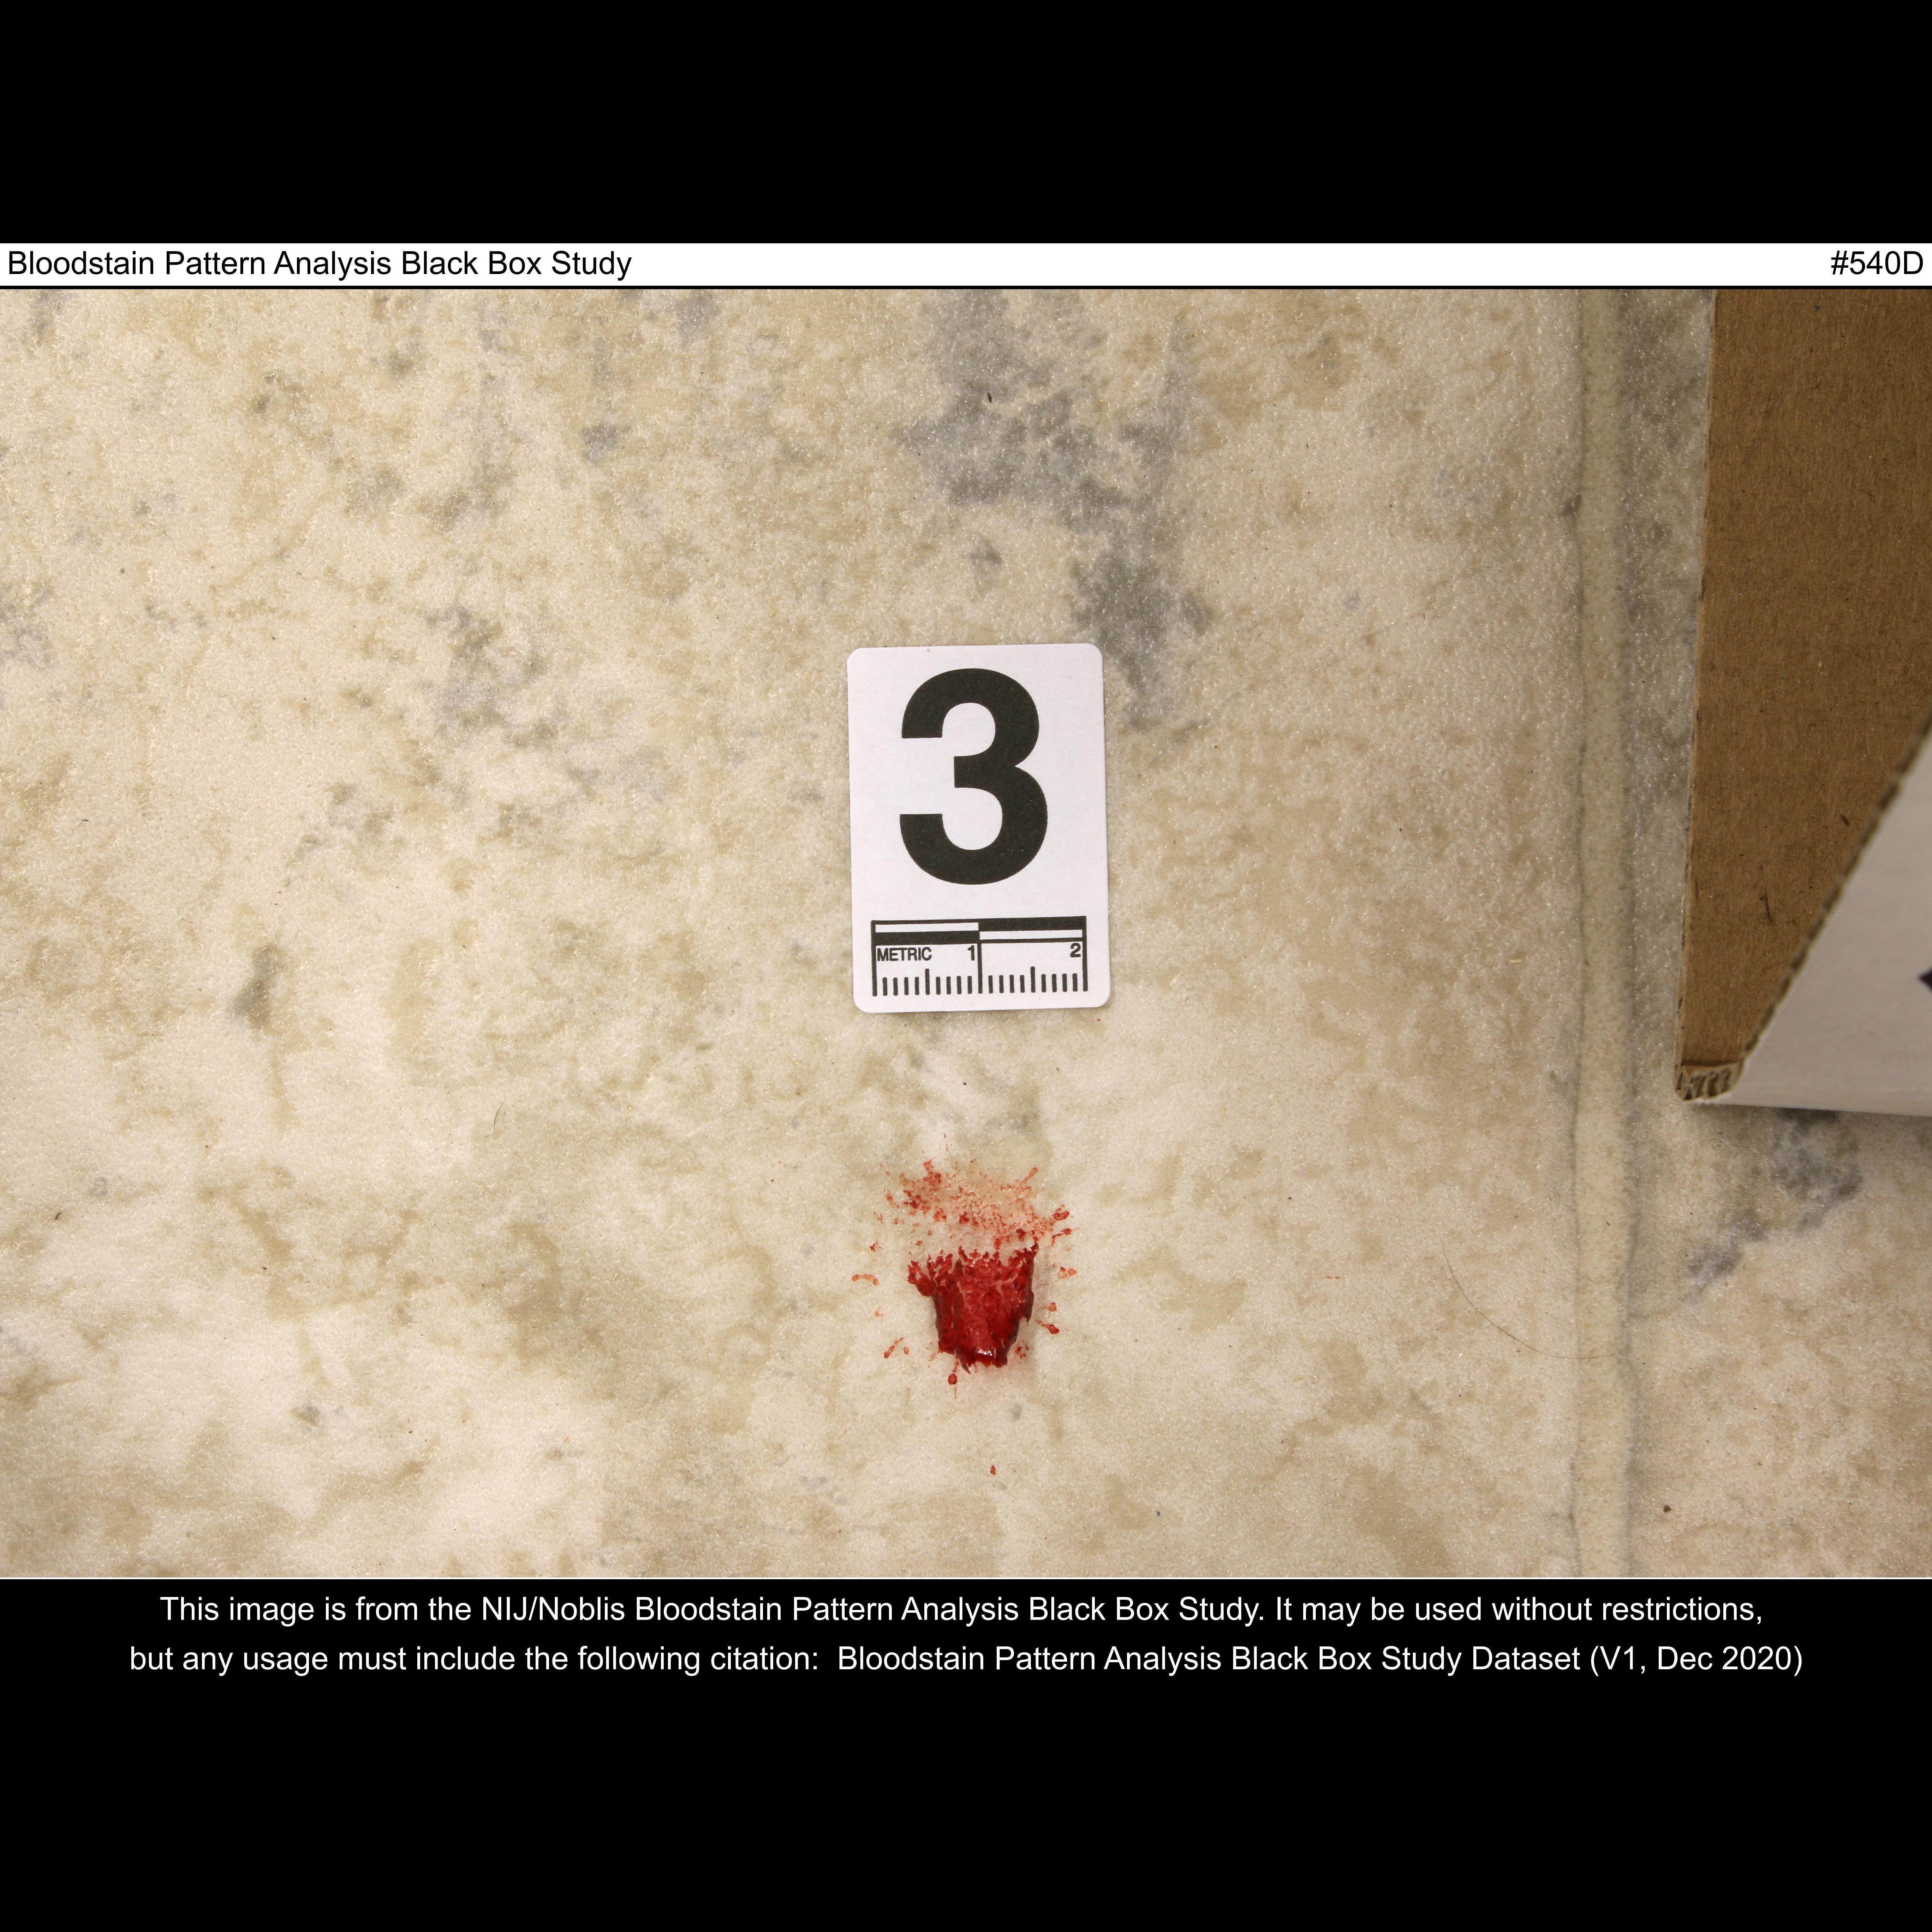 Bloodstain Pattern Analysis Black Box Study #540D
3
METRIC 1 2
This image is from the NIJ/Noblis Bloodstain Pattern Analysis Black Box Study. It may be used without restrictions,
but any usage must include the following citation: Bloodstain Pattern Analysis Black Box Study Dataset (V1, Dec 2020)